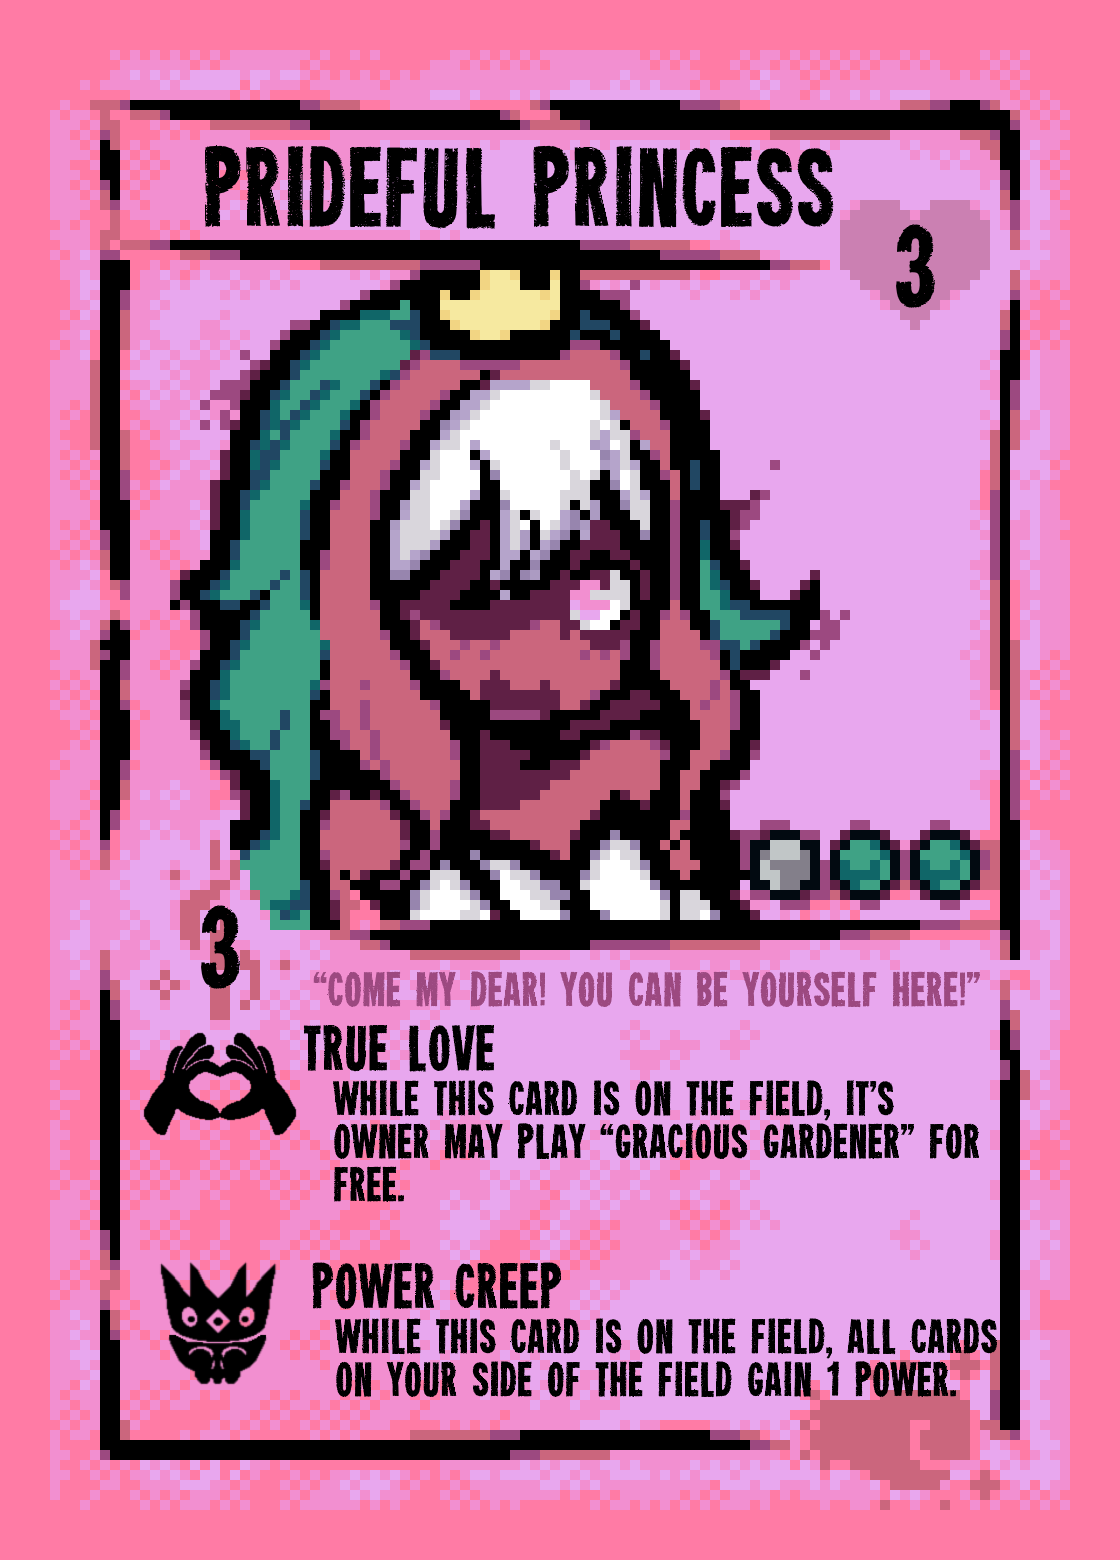 PRIDEFUL PRINCESS
3
3
“COME MY DEAR! YOU CAN BE YOURSELF HERE!”
TRUE LOVE
WHILE THIS CARD IS ON THE FIELD, IT’S
OWNER MAY PLAY “GRACIOUS GARDENER” FOR
FREE.
POWER CREEP
WHILE THIS CARD IS ON THE FIELD, ALL CARDS
ON YOUR SIDE OF THE FIELD GAIN 1 POWER.